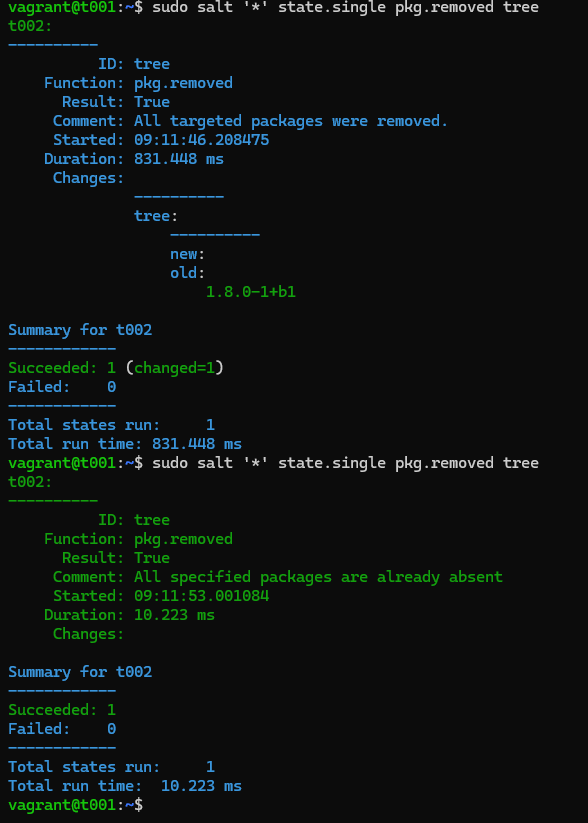 vagrant@t001:~$ sudo salt '*' state.single pkg.removed tree
t002:
----------
          ID: tree
    Function: pkg.removed
      Result: True
     Comment: All targeted packages were removed.
     Started: 09:11:46.208475
    Duration: 831.448 ms
     Changes:
              ----------
              tree:
                  ----------
                  new:
                  old:
                      1.8.0-1+b1

Summary for t002
------------
Succeeded: 1 (changed=1)
Failed:    0
------------
Total states run:     1
Total run time: 831.448 ms
vagrant@t001:~$ sudo salt '*' state.single pkg.removed tree
t002:
----------
          ID: tree
    Function: pkg.removed
      Result: True
     Comment: All specified packages are already absent
     Started: 09:11:53.001084
    Duration: 10.223 ms
     Changes:

Summary for t002
------------
Succeeded: 1
Failed:    0
------------
Total states run:     1
Total run time:  10.223 ms
vagrant@t001:~$